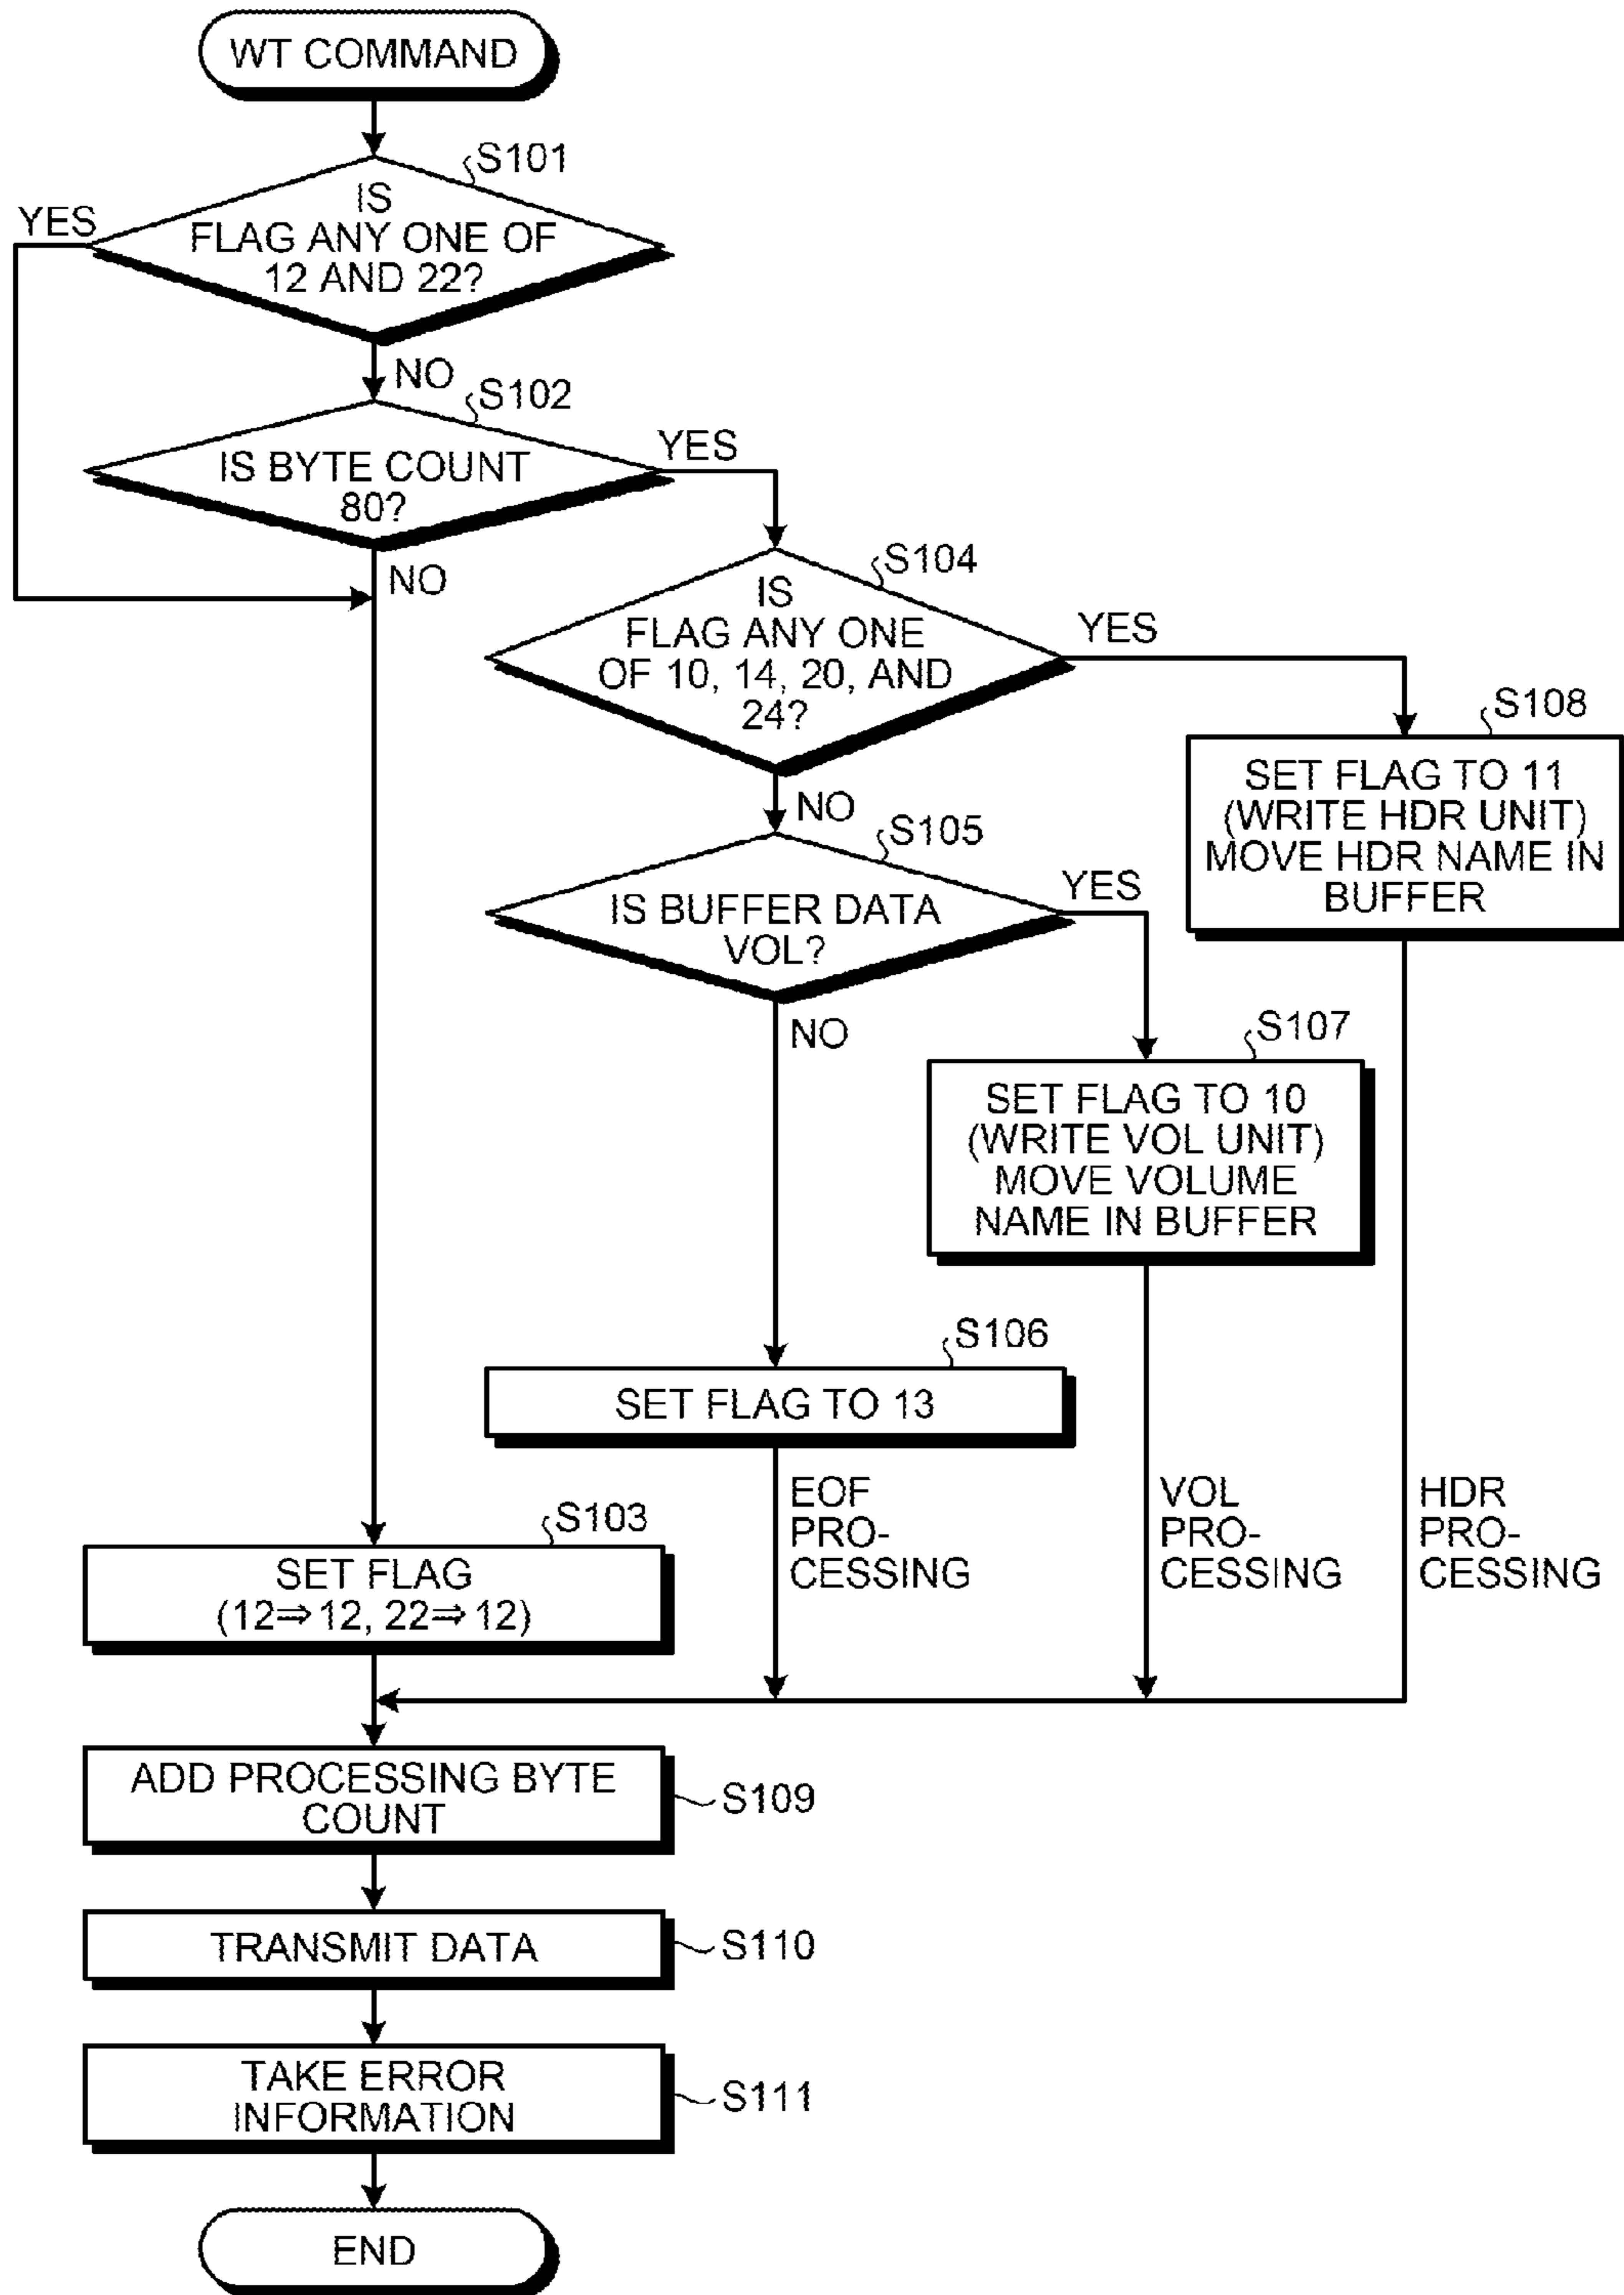 WT COMMAND
S101
YES
IS
FLAG ANY ONE OF
12 AND 22?
NO
S102
IS BYTE COUNT
80?
YES
NO
S104
IS
FLAG ANY ONE
OF 10, 14, 20, AND
24?
YES
S108
SET FLAG TO 11
(WRITE HDR UNIT)
MOVE HDR NAME IN
BUFFER
NO
S105
IS BUFFER DATA
VOL?
YES
NO
S107
SET FLAG TO 10
(WRITE VOL UNIT)
MOVE VOLUME
NAME IN BUFFER
S106
SET FLAG TO 13
EOF
PRO-
CESSING
VOL
PRO-
CESSING
HDR
PRO-
CESSING
S103
SET FLAG
(12⇒12, 22⇒12)
ADD PROCESSING BYTE
COUNT
S109
TRANSMIT DATA
S110
TAKE ERROR
INFORMATION
S111
END